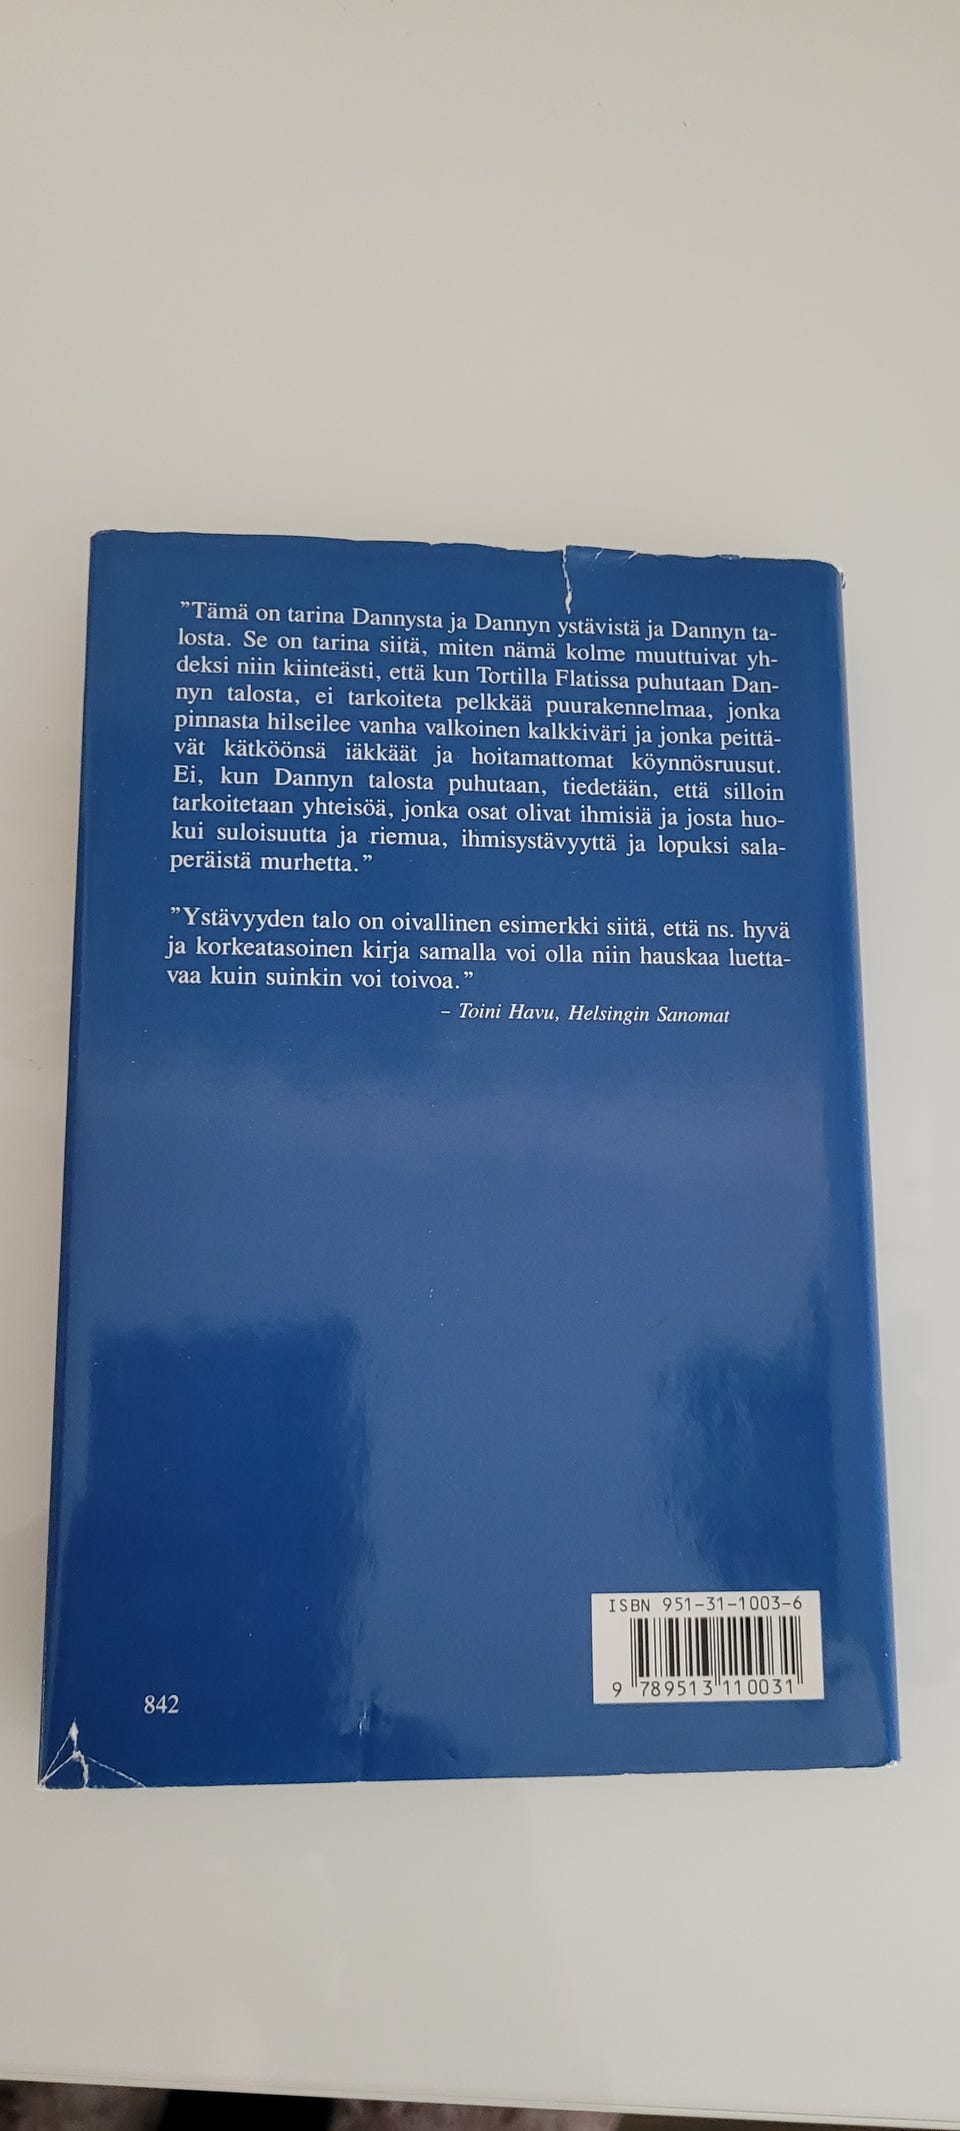 ”Tämä on tarina Dannysta ja Dannyn ystävistä ja Dannyn ta-
losta. Se on tarina siitä, miten nämä kolme muuttuivat yh-
deksi niin kiinteästi, että kun Tortilla Flatissa puhutaan Dan-
nyn talosta, ei tarkoiteta pelkkää puurakennelmaa, jonka
pinnasta hilseilee vanha valkoinen kalkkiväri ja jonka peittä-
vät kätköönsä iäkkäät ja hoitamattomat köynnösruusut.
Ei, kun Dannyn talosta puhutaan, tiedetään, että silloin
tarkoitetaan yhteisöä, jonka osat olivat ihmisiä ja josta huo-
kui suloisuutta ja riemua, ihmisystävyyttä ja lopuksi sala-
peräistä murhetta.”
”Ystävyyden talo on oivallinen esimerkki siitä, että ns. hyvä
ja korkeatasoinen kirja samalla voi olla niin hauskaa luetta-
vaa kuin suinkin voi toivoa.”
– Toini Havu, Helsingin Sanomat
ISBN 951-31-1003-6
9 789513 110031
842